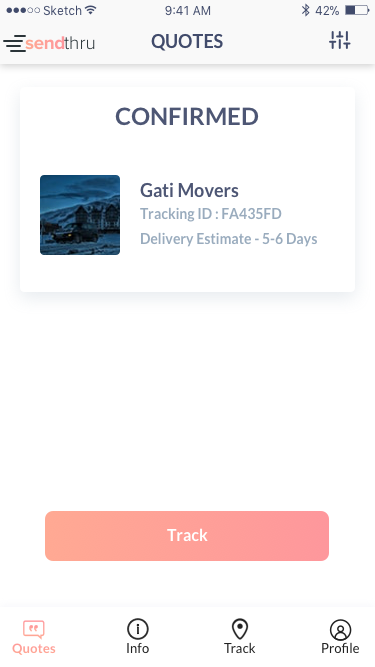 Sketch 9:41 AM 42%
sendthru QUOTES
CONFIRMED
Gati Movers
Tracking ID : FA435FD
Delivery Estimate - 5-6 Days
Track
Quotes Info Track Profile